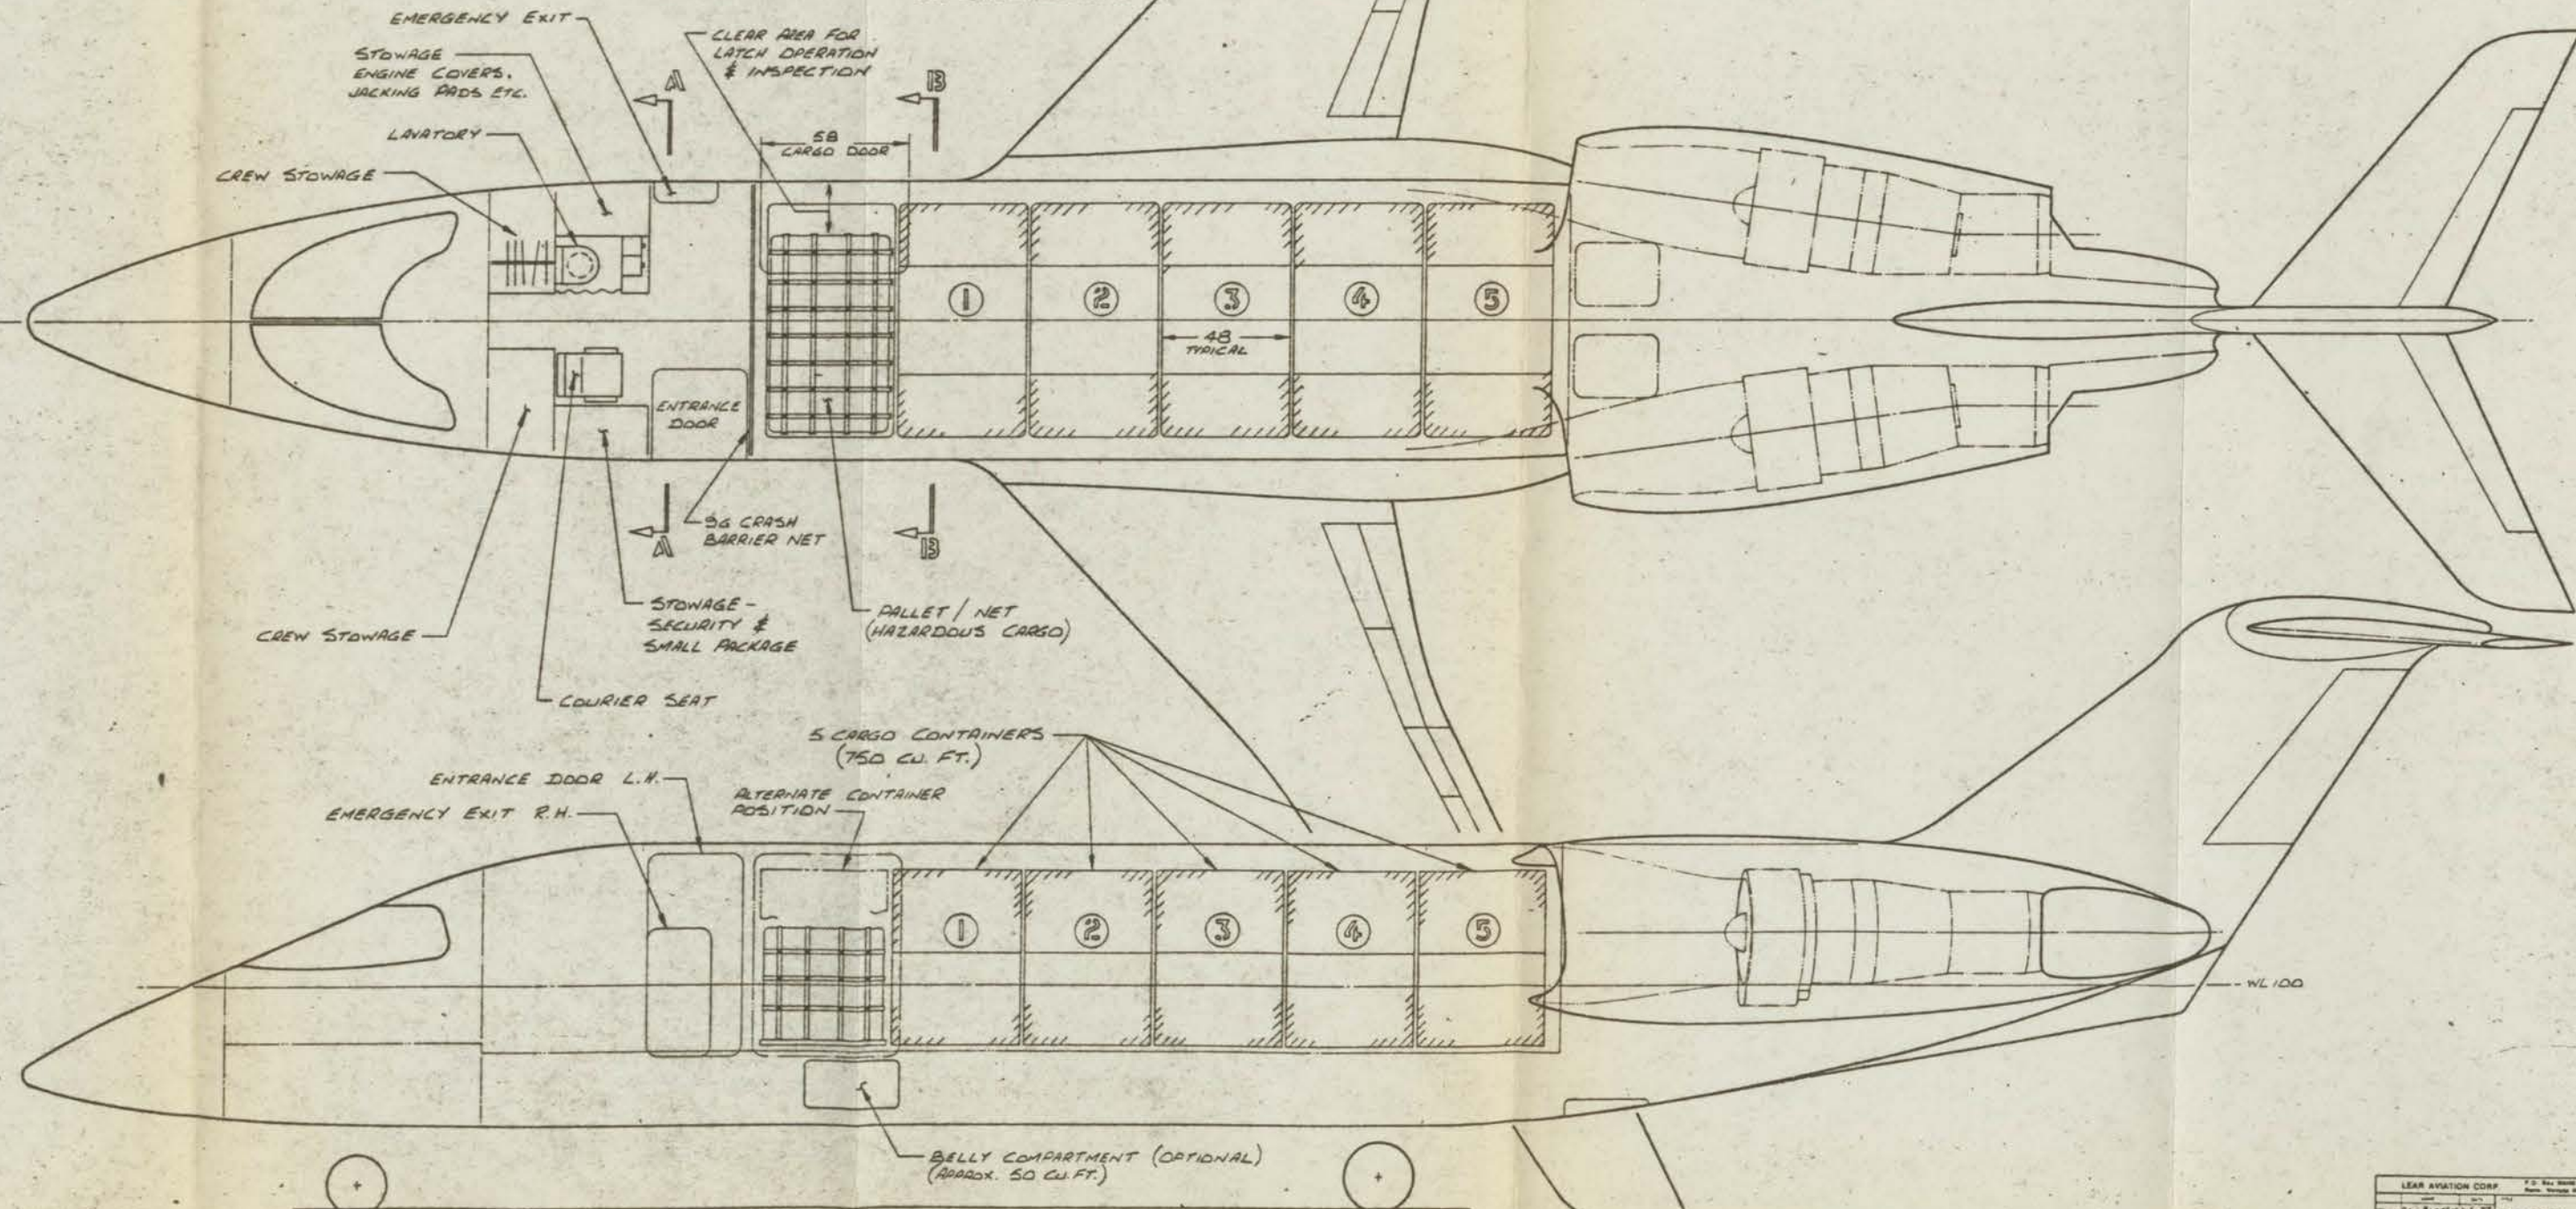 EMERGENCY EXIT
STOWAGE
ENGINE COVERS,
JACKING PADS ETC.
LAVATORY
CREW STOWAGE
CLEAR AREA FOR
LATCH OPERATION
& INSPECTION
A
B
58
CARGO DOOR
1
2
3
4
5
48
TYPICAL
ENTRANCE
DOOR
A
B
9G CRASH
BARRIER NET
STOWAGE -
SECURITY &
SMALL PACKAGE
PALLET / NET
(HAZARDOUS CARGO)
CREW STOWAGE
COURIER SEAT
5 CARGO CONTAINERS
(750 CU. FT.)
ENTRANCE DOOR L.H.
EMERGENCY EXIT R.H.
ALTERNATE CONTAINER
POSITION
1
2
3
4
5
WL 100
BELLY COMPARTMENT (OPTIONAL)
(APPROX. 50 CU. FT.)
LEAR AVIATION CORP.